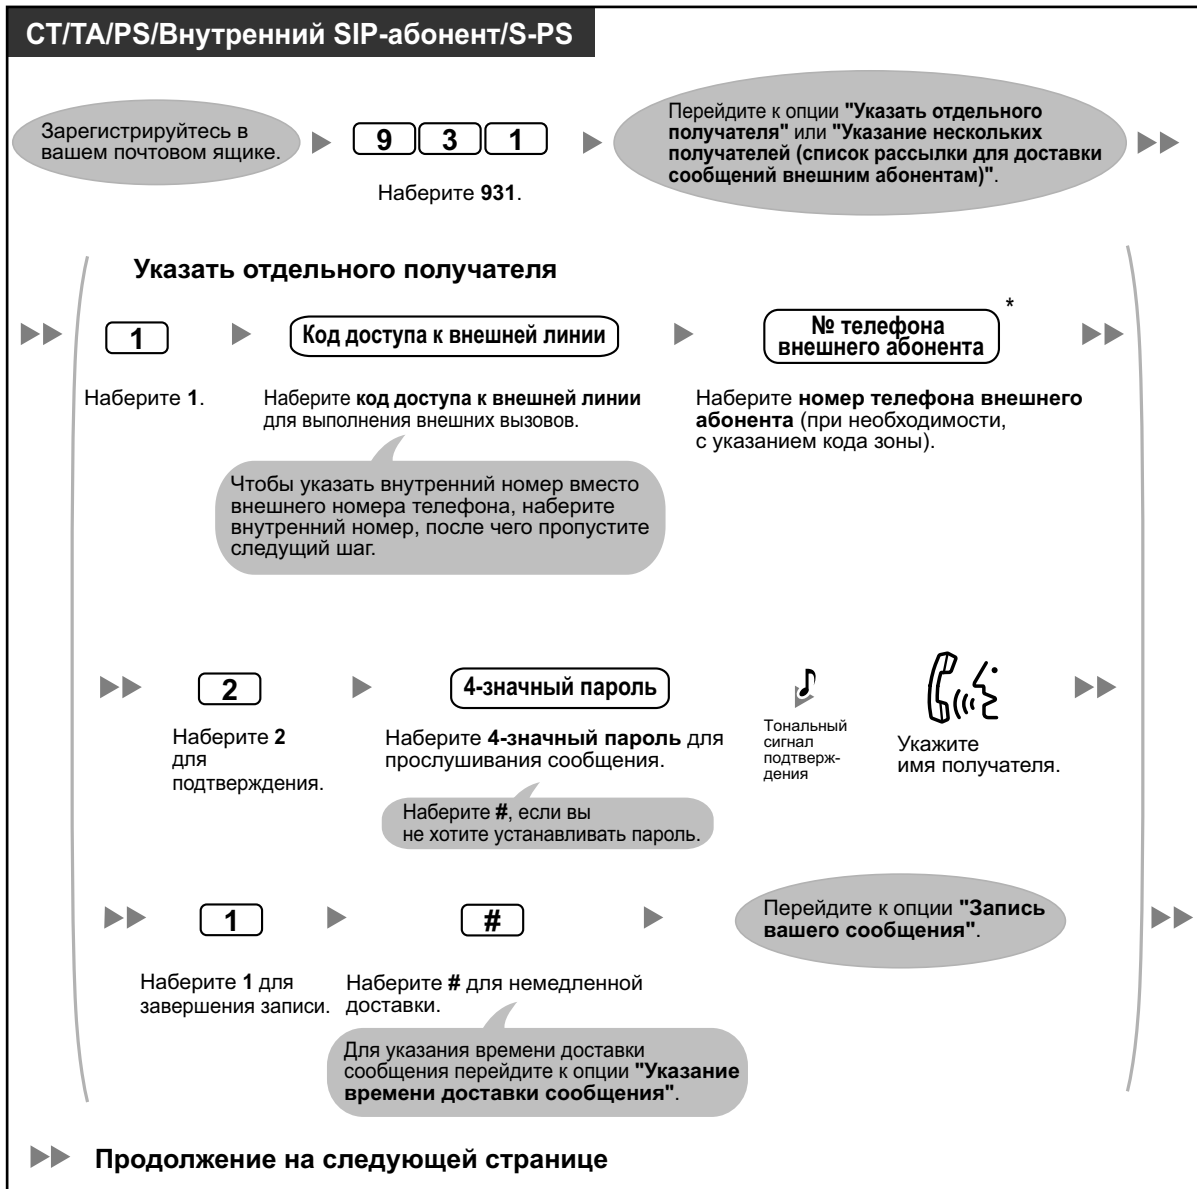 СТ/ТА/PS/Внутренний SIP-абонент/S-PS
Зарегистрируйтесь в
вашем почтовом ящике.
9 3 1
Наберите 931.
Перейдите к опции "Указать отдельного
получателя" или "Указание нескольких
получателей (список рассылки для доставки
сообщений внешним абонентам)".
Указать отдельного получателя
1
Наберите 1.
Код доступа к внешней линии
Наберите код доступа к внешней линии
для выполнения внешних вызовов.
Чтобы указать внутренний номер вместо
внешнего номера телефона, наберите
внутренний номер, после чего пропустите
следущий шаг.
№ телефона
внешнего абонента
*
Наберите номер телефона внешнего
абонента (при необходимости,
с указанием кода зоны).
2
Наберите 2
для
подтверждения.
4-значный пароль
Наберите 4-значный пароль для
прослушивания сообщения.
Наберите #, если вы
не хотите устанавливать пароль.
Тональный
сигнал
подтверж-
дения
Укажите
имя получателя.
1
Наберите 1 для
завершения записи.
#
Наберите # для немедленной
доставки.
Для указания времени доставки
сообщения перейдите к опции "Указание
времени доставки сообщения".
Перейдите к опции "Запись
вашего сообщения".
Продолжение на следующей странице